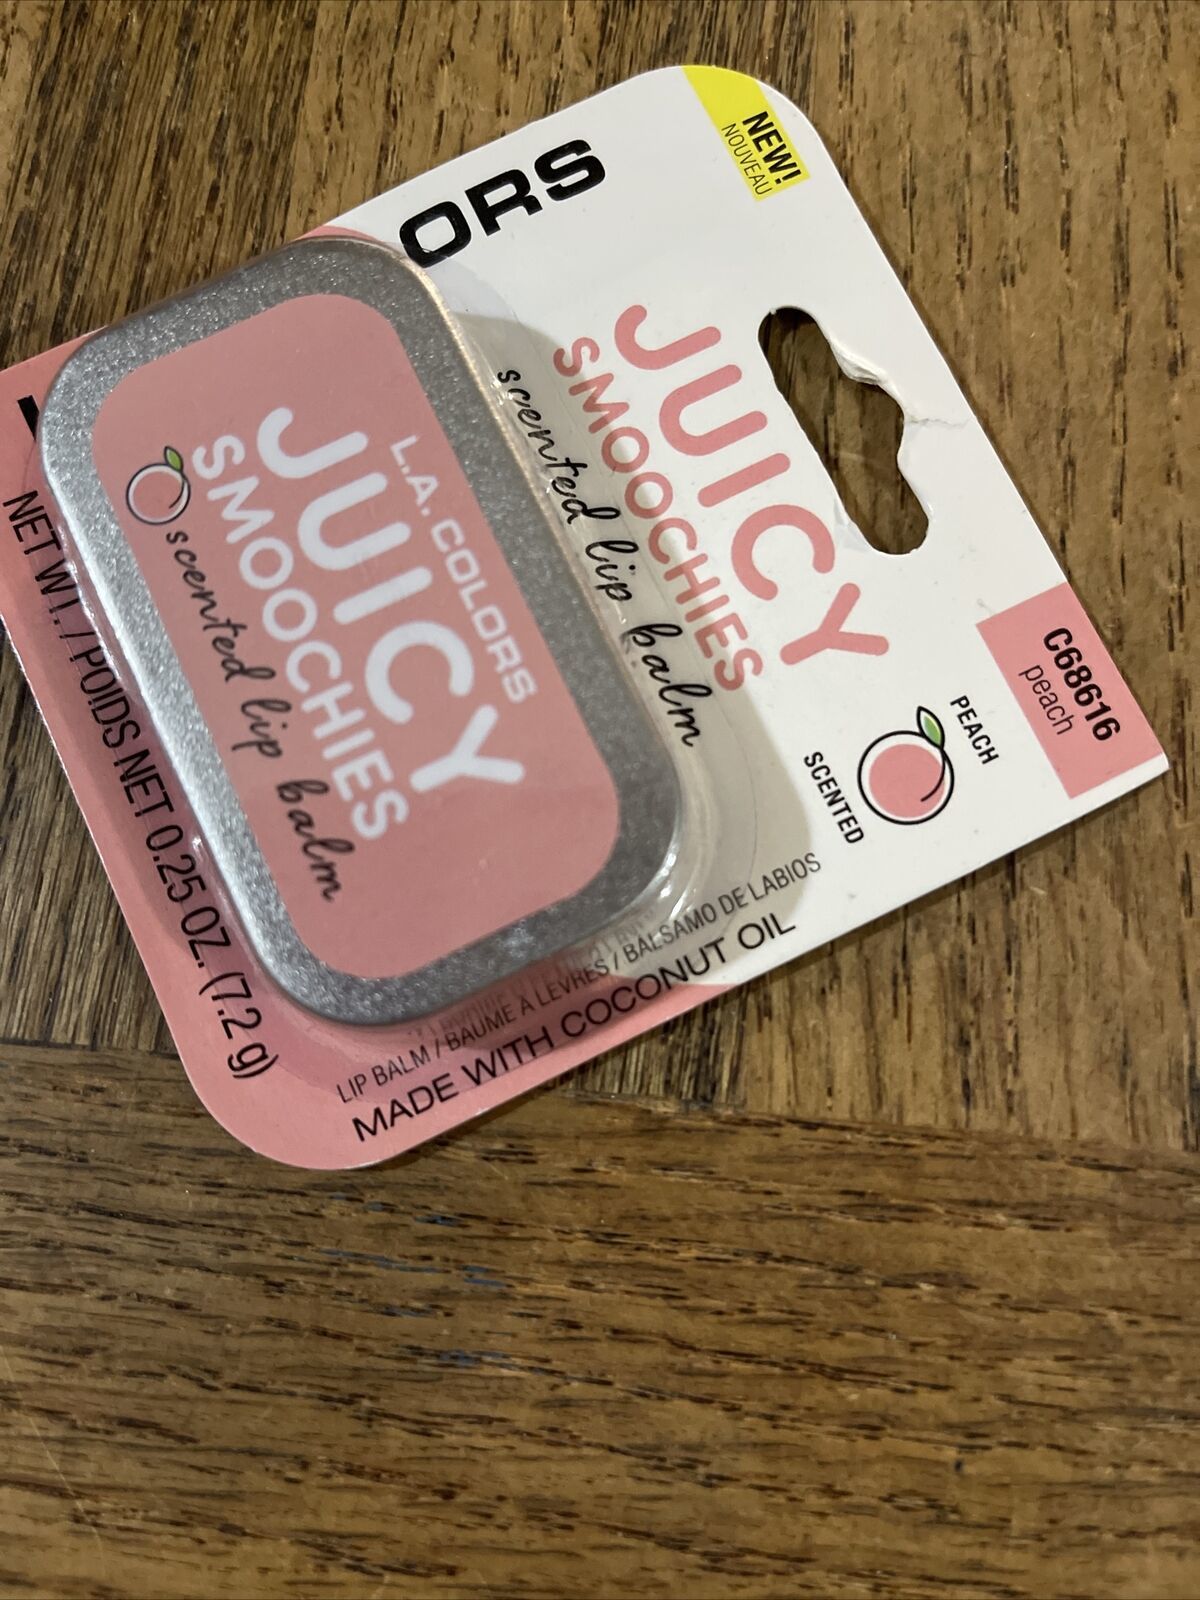 NEW!
NOUVEAU
ORS
JUICY
SMOOCHIES
scented lip balm
C68616
peach
PEACH
SCENTED
L.A. COLORS
JUICY
SMOOCHIES
scented lip balm
NET WT. / POIDS NET 0.25 OZ. (7.2 g)
LIP BALM / BAUME À LÈVRES / BALSAMO DE LABIOS
MADE WITH COCONUT OIL